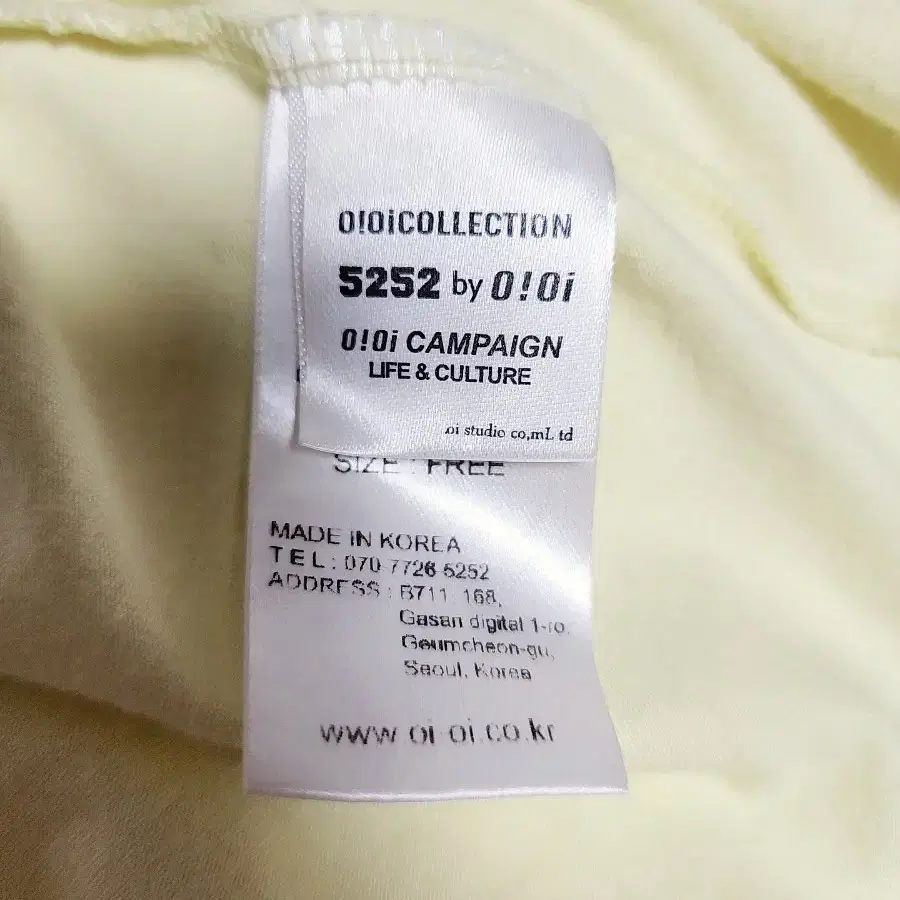 O!OiCOLLECTION
5252 by O!Oi
O!Oi CAMPAIGN
LIFE & CULTURE
oi studio co,mL td
SIZE : FREE
MADE IN KOREA
TEL : 070 7726 5252
ADDRESS : B711 168,
Gasan digital 1-ro,
Geumcheon-gu,
Seoul, Korea
www oi oi.co.kr